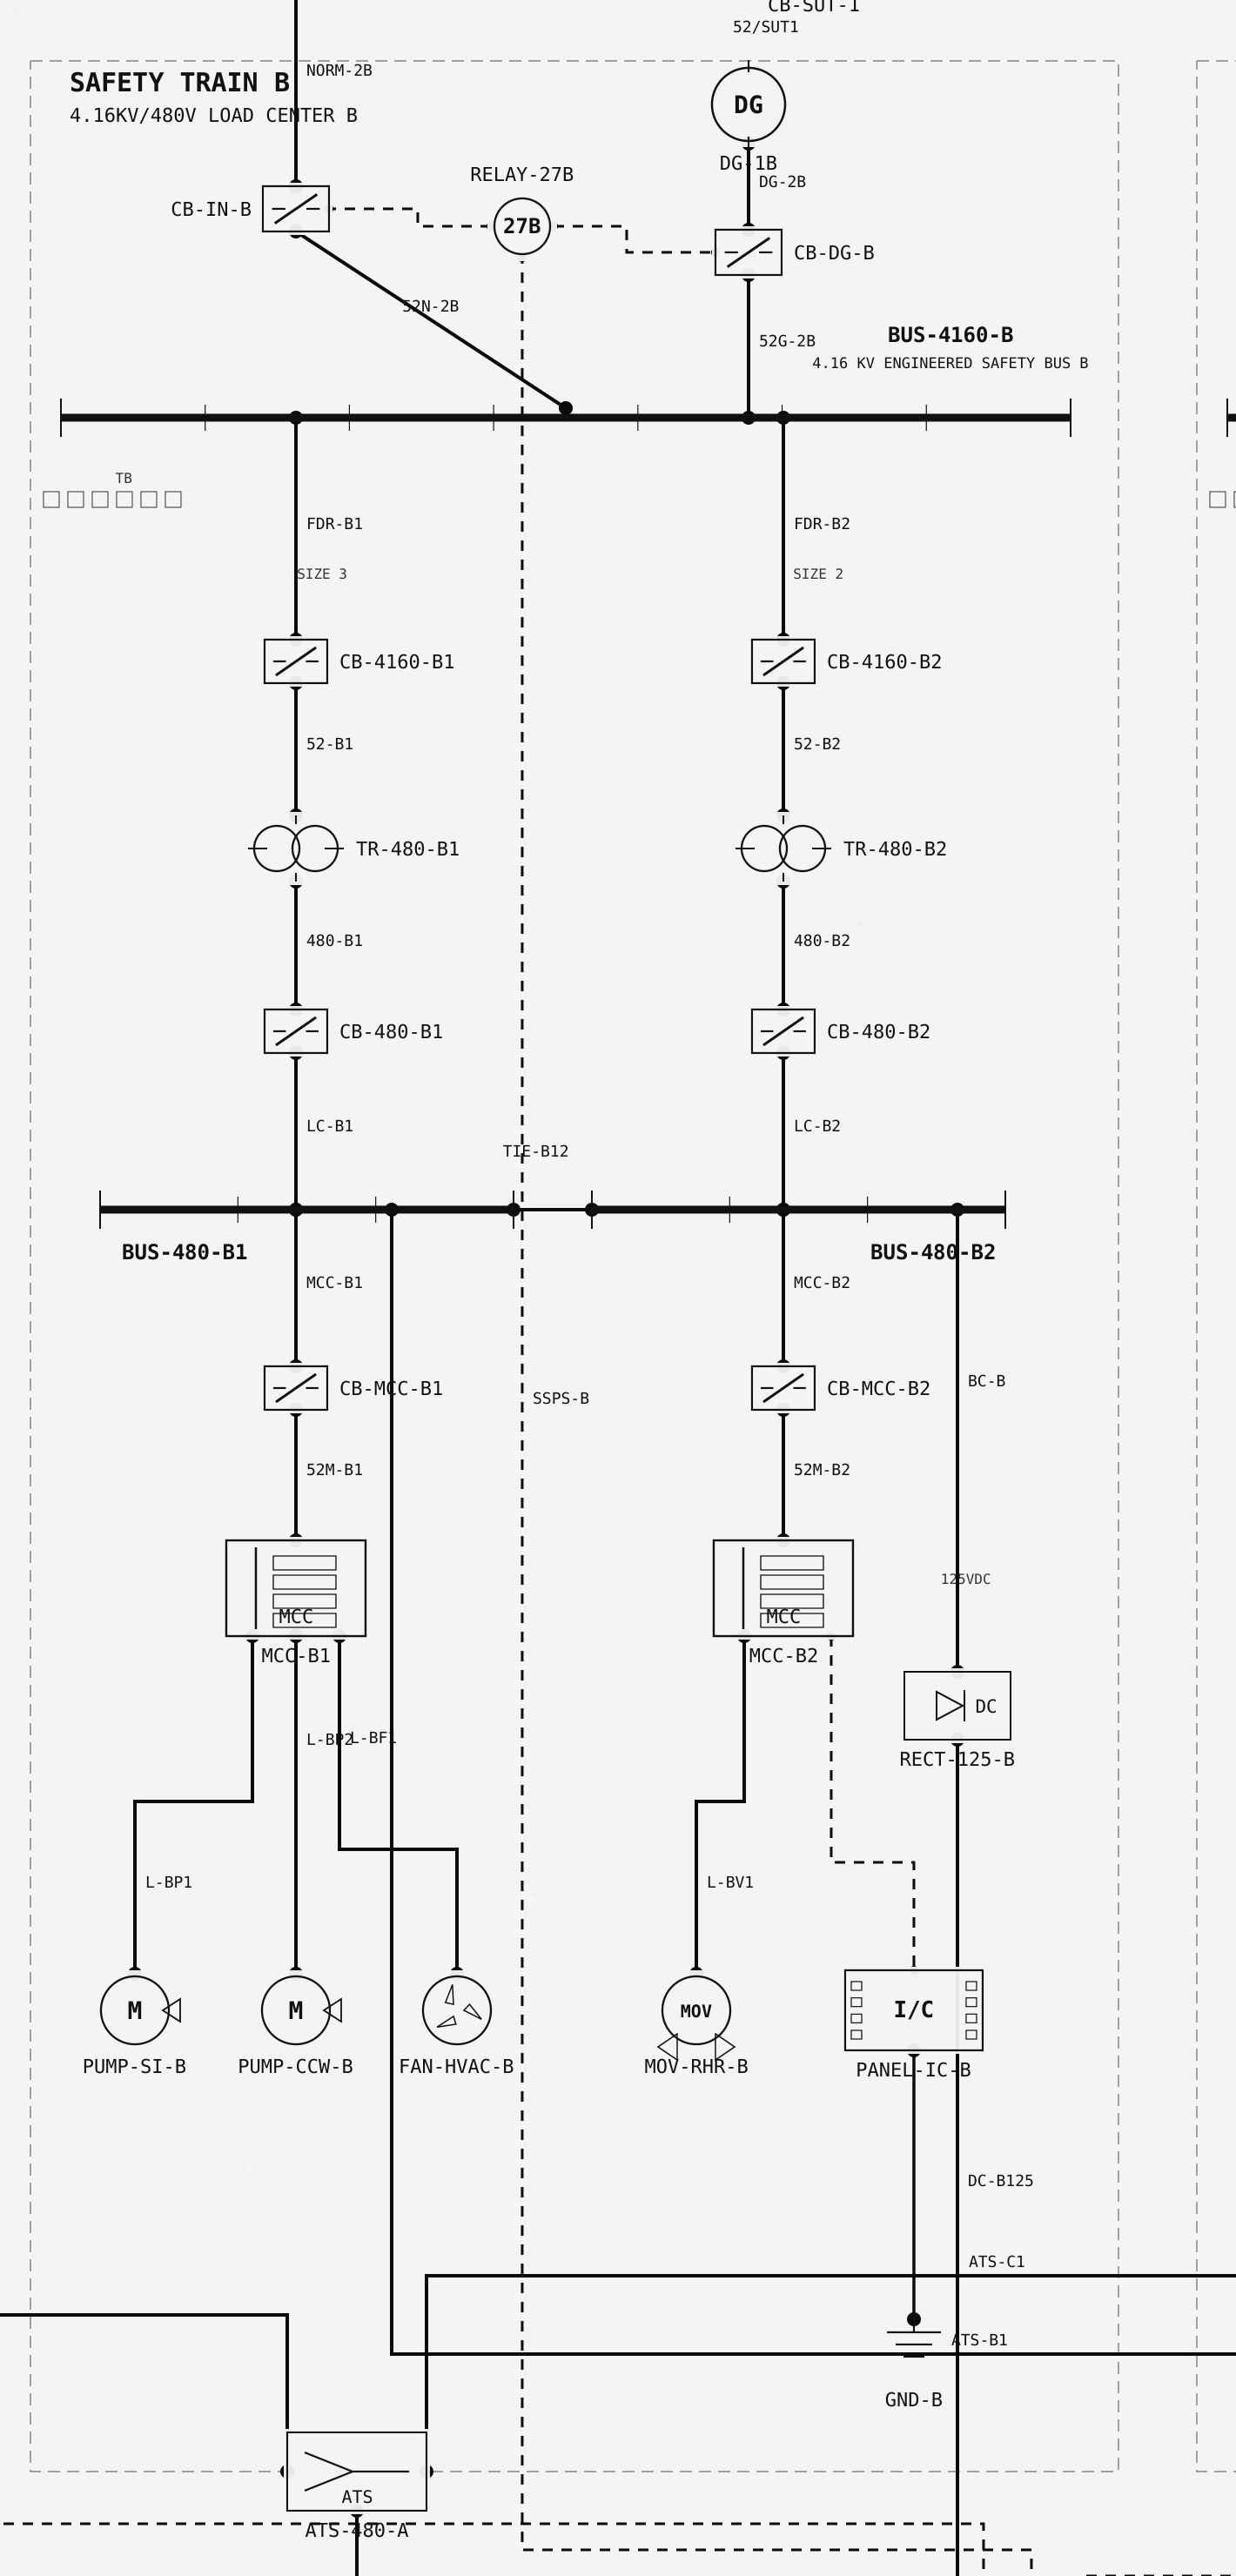 CB-SUT-1
52/SUT1
NORM-2B
SAFETY TRAIN B
4.16KV/480V LOAD CENTER B
DG
DG-1B
DG-2B
RELAY-27B
CB-IN-B
27B
CB-DG-B
52N-2B
52G-2B
BUS-4160-B
4.16 KV ENGINEERED SAFETY BUS B
TB
FDR-B1
FDR-B2
SIZE 3
SIZE 2
CB-4160-B1
CB-4160-B2
52-B1
52-B2
TR-480-B1
TR-480-B2
480-B1
480-B2
CB-480-B1
CB-480-B2
LC-B1
LC-B2
TIE-B12
BUS-480-B1
BUS-480-B2
MCC-B1
MCC-B2
CB-MCC-B1
SSPS-B
CB-MCC-B2
BC-B
52M-B1
52M-B2
125VDC
MCC
MCC
MCC-B1
MCC-B2
DC
RECT-125-B
L-BP2
L-BF1
L-BP1
L-BV1
M
M
MOV
I/C
PUMP-SI-B
PUMP-CCW-B
FAN-HVAC-B
MOV-RHR-B
PANEL-IC-B
DC-B125
ATS-C1
ATS-B1
GND-B
ATS
ATS-480-A